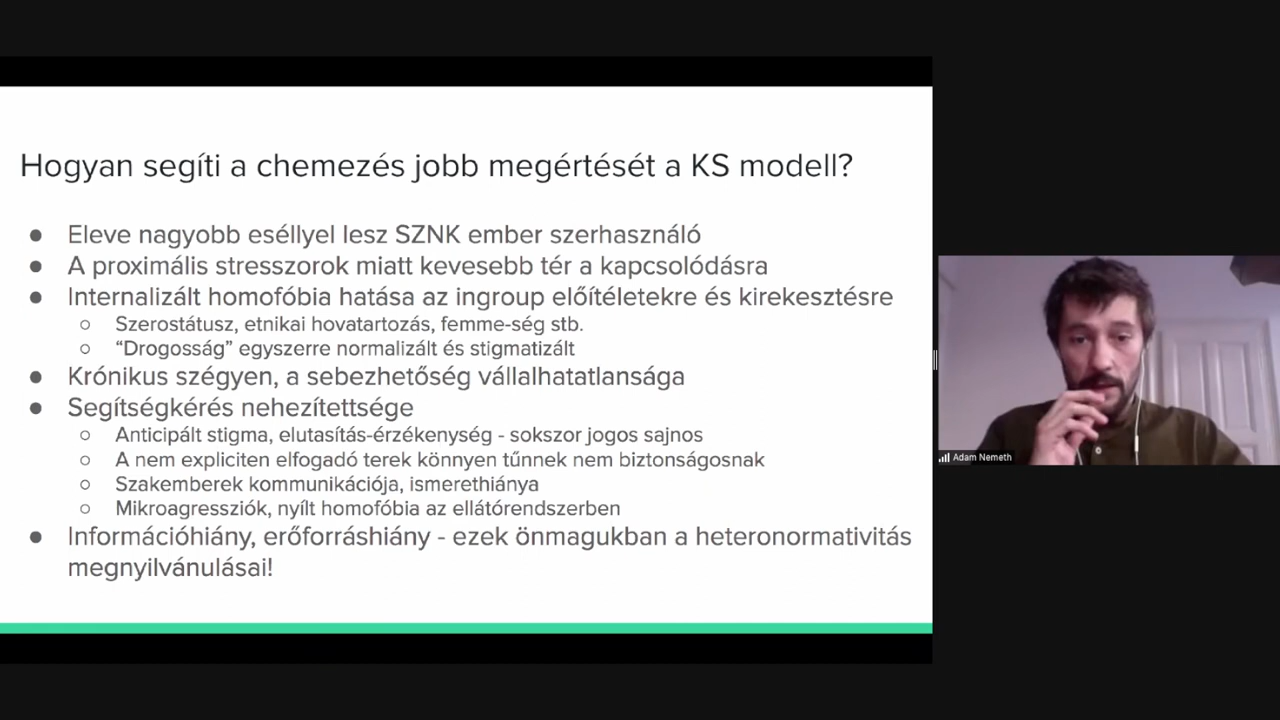 Hogyan segíti a chemezés jobb megértését a KS modell?
● Eleve nagyobb eséllyel lesz SZNK ember szerhasználó
● A proximális stresszorok miatt kevesebb tér a kapcsolódásra
● Internalizált homofóbia hatása az ingroup előítéletekre és kirekesztésre
○ Szerostátusz, etnikai hovatartozás, femme-ség stb.
○ “Drogosság” egyszerre normalizált és stigmatizált
● Krónikus szégyen, a sebezhetőség vállalhatatlansága
● Segítségkérés nehezítettsége
○ Anticipált stigma, elutasítás-érzékenység - sokszor jogos sajnos
○ A nem expliciten elfogadó terek könnyen tűnnek nem biztonságosnak
○ Szakemberek kommunikációja, ismerethiánya
○ Mikroagressziók, nyílt homofóbia az ellátórendszerben
● Információhiány, erőforráshiány - ezek önmagukban a heteronormativitás
megnyilvánulásai!
Adam Nemeth